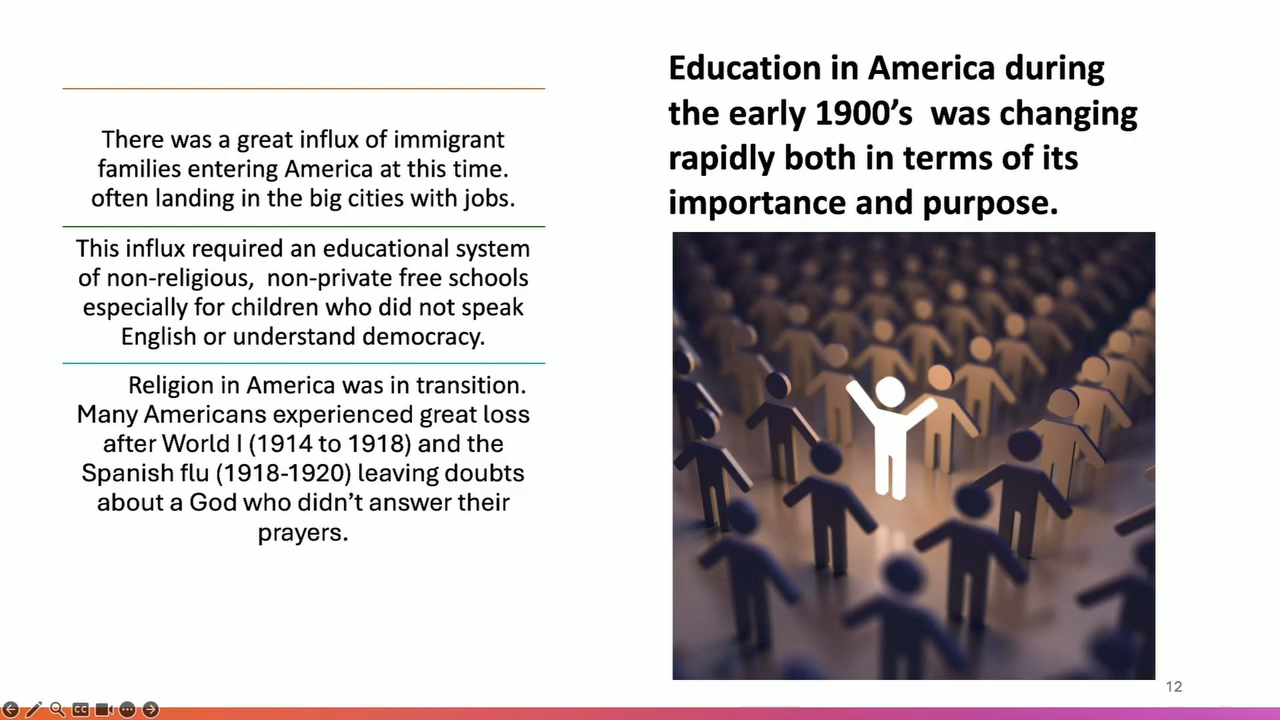 There was a great influx of immigrant
families entering America at this time.
often landing in the big cities with jobs.
This influx required an educational system
of non-religious,  non-private free schools
especially for children who did not speak
English or understand democracy.
Religion in America was in transition.
Many Americans experienced great loss
after World I (1914 to 1918) and the
Spanish flu (1918-1920) leaving doubts
about a God who didn’t answer their
prayers.
Education in America during
the early 1900’s  was changing
rapidly both in terms of its
importance and purpose.
12
CC